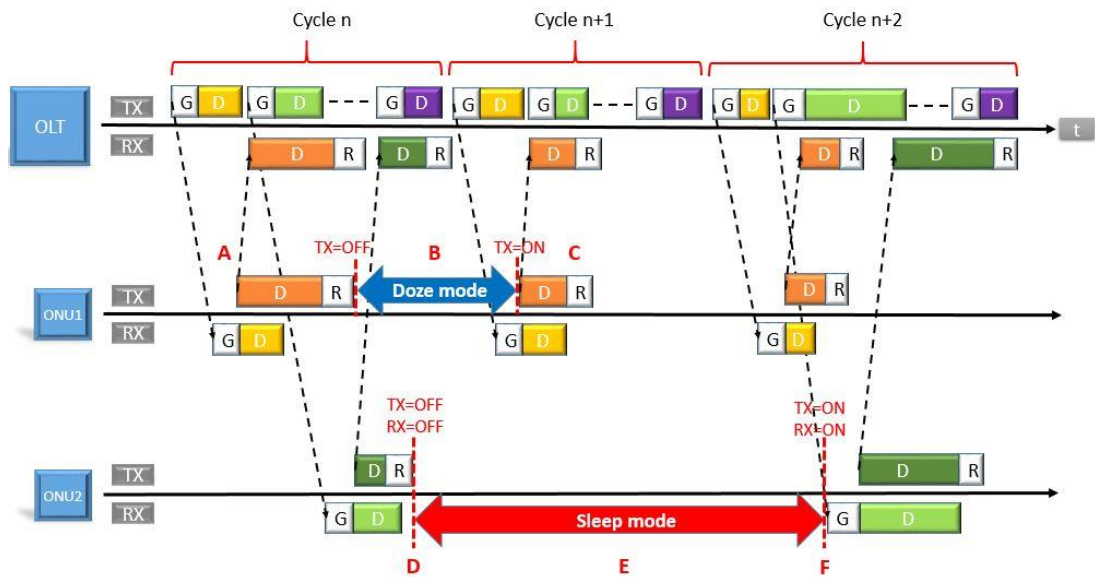 Cycle n Cycle n+1 Cycle n+2
TX G D G D G D G D G D G D G D G D G D
OLT
t
RX D R D R D R D R D R
A TX=OFF B TX=ON C
TX D R Doze mode D R D R
ONU1
RX G D G D G D
TX=OFF TX=ON
RX=OFF RX=ON
TX D R D R
ONU2
RX G D Sleep mode G D
D E F